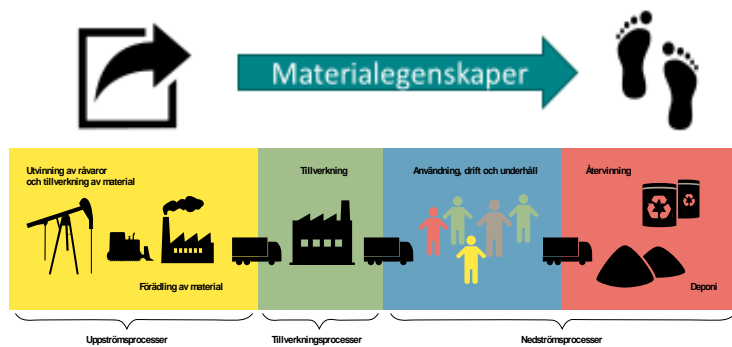 Materialegenskaper
Utvinning av råvaror
och tillverkning av material
Tillverkning
Användning, drift och underhåll
Återvinning
Förädling av material
Deponi
Uppströmsprocesser
Tillverkningsprocesser
Nedströmsprocesser